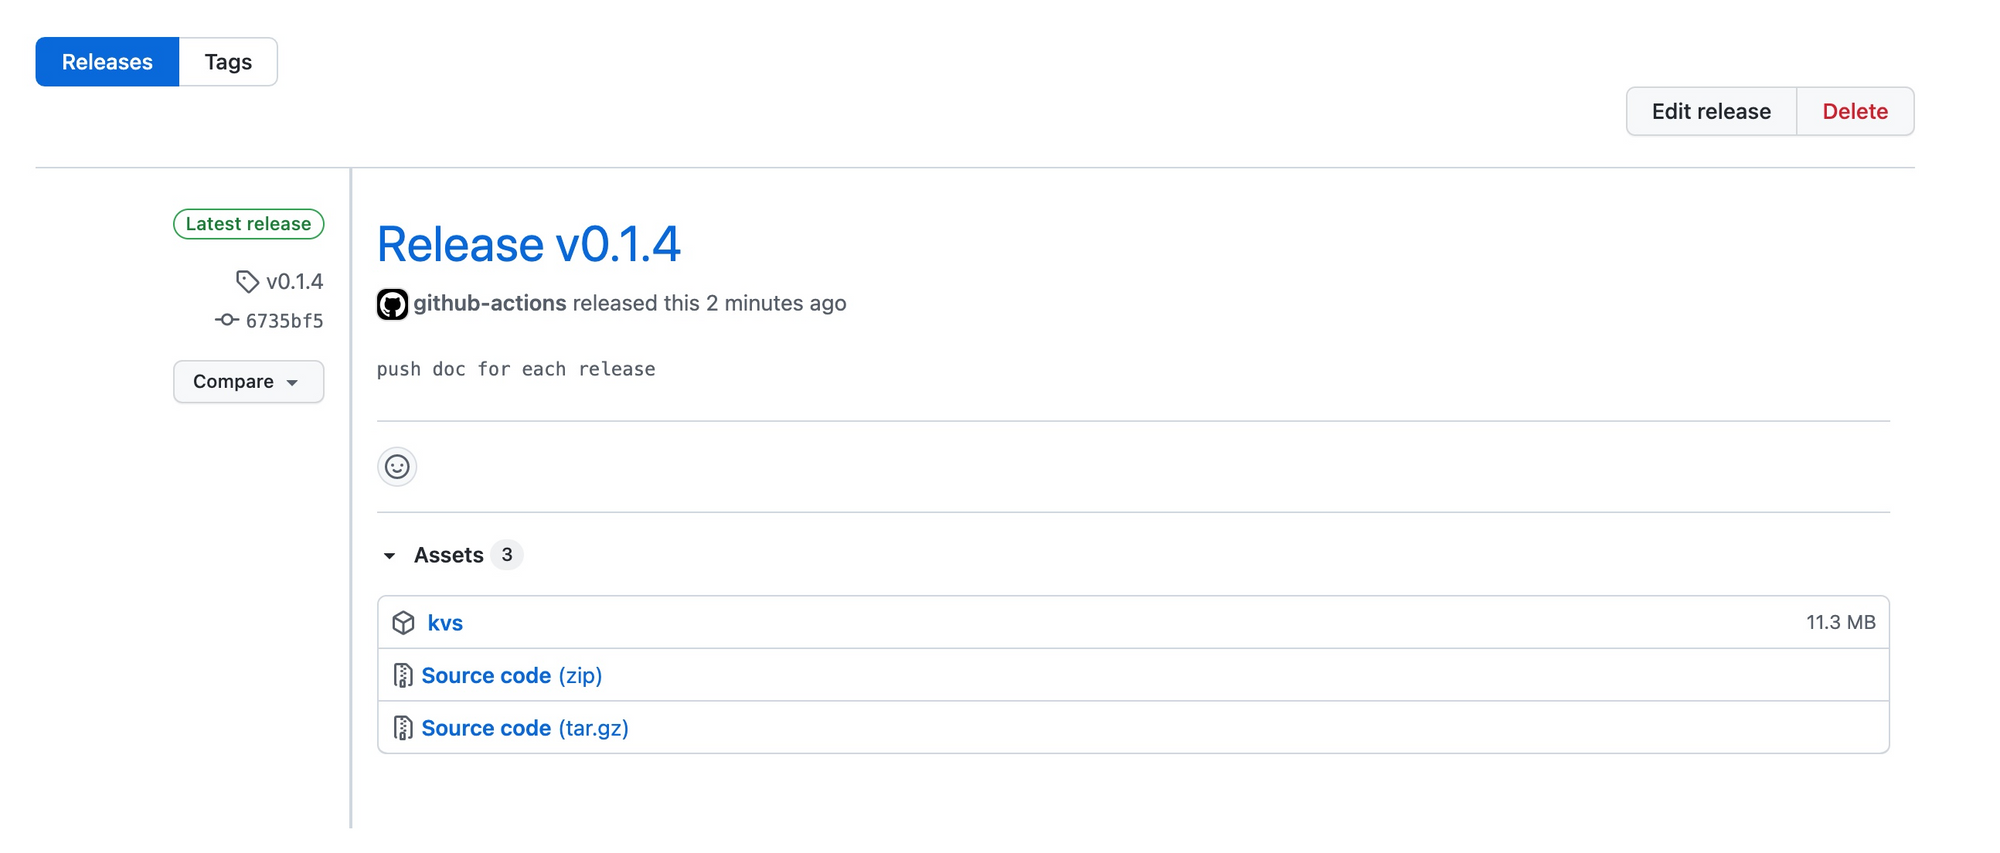 Releases Tags
Edit release Delete
Latest release
v0.1.4
6735bf5
Compare
Release v0.1.4
github-actions released this 2 minutes ago
push doc for each release
Assets 3
kvs 11.3 MB
Source code (zip)
Source code (tar.gz)